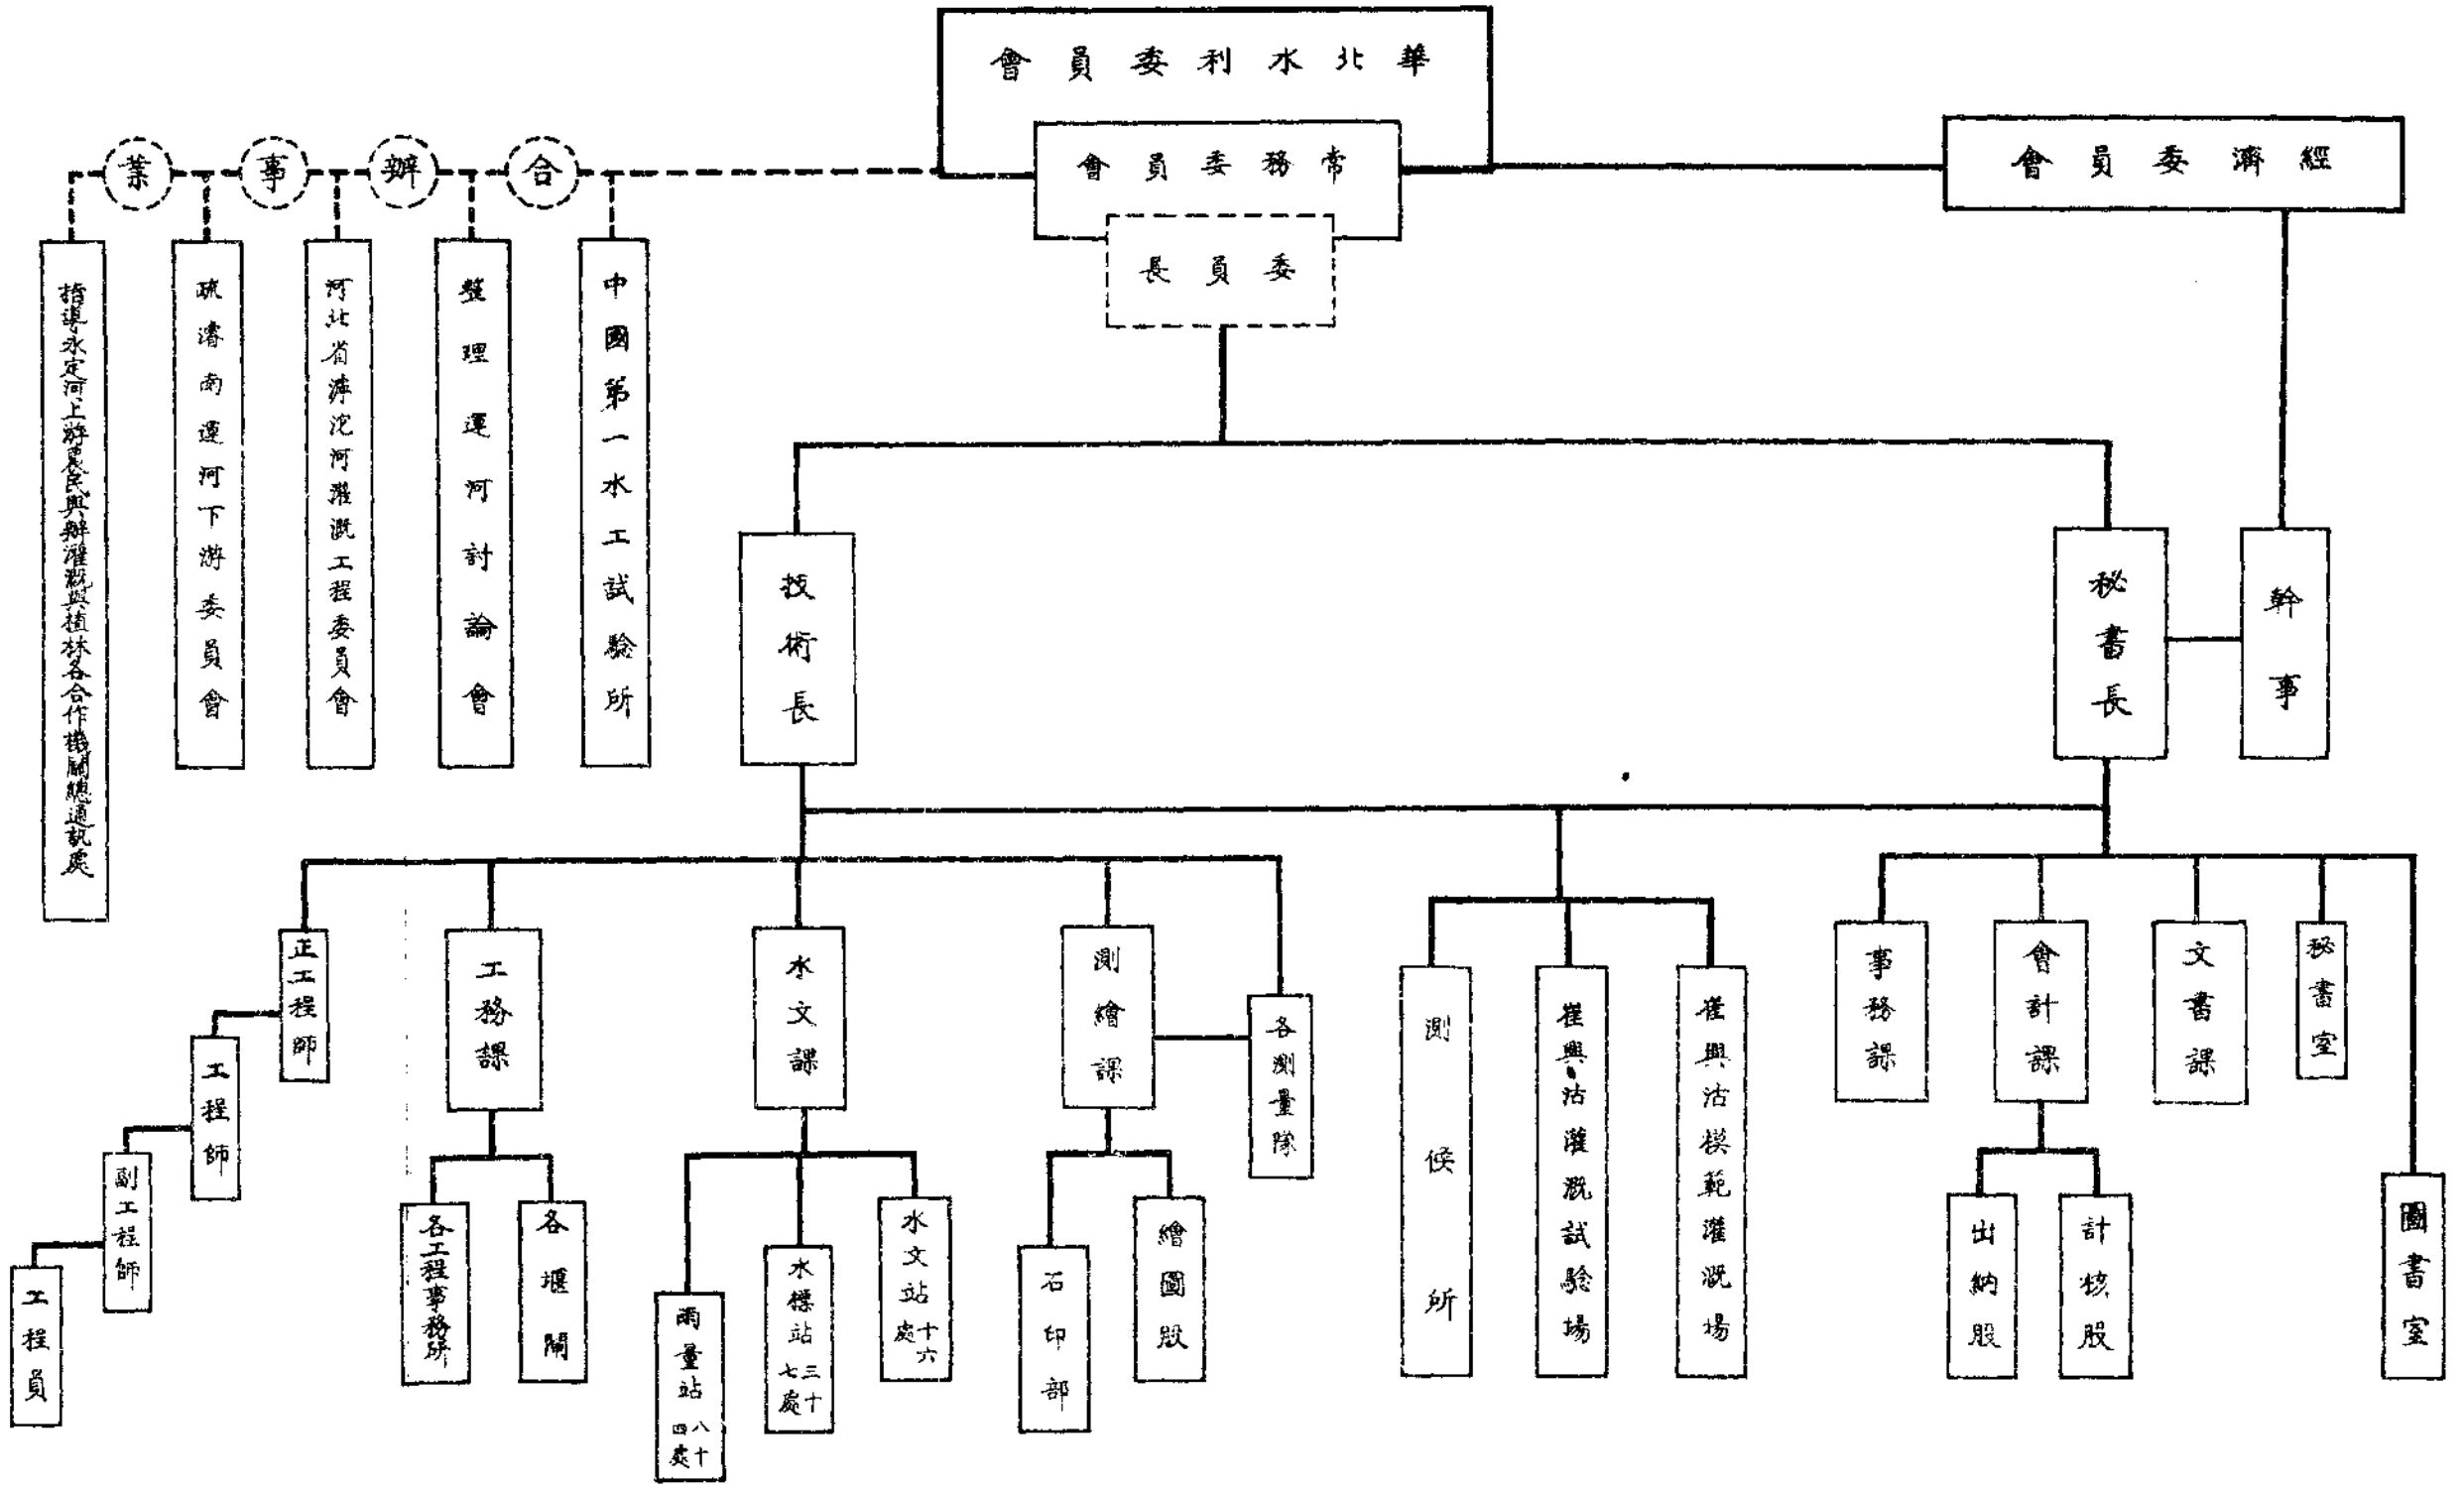 華北水利委員會
常務委員會
委員長
經濟委員會
合辦事業
中國第一水工試驗所
整理運河討論會
河北省滹沱河灌溉工程委員會
疏濬南運河下游委員會
指導永定河上游農民興辦灌溉與植林各合作機關總通訊處
幹事
秘書長
技術長
圖書室
秘書室
文書課
會計課
事務課
計核股
出納股
崔興沽模範灌溉場
崔興沽灌溉試驗場
測候所
各測量隊
測繪課
繪圖股
石印部
水文課
水文站十六處
水標站三十七處
雨量站八十四處
工務課
各堰閘
各工程事務所
正工程師
工程師
副工程師
工程員